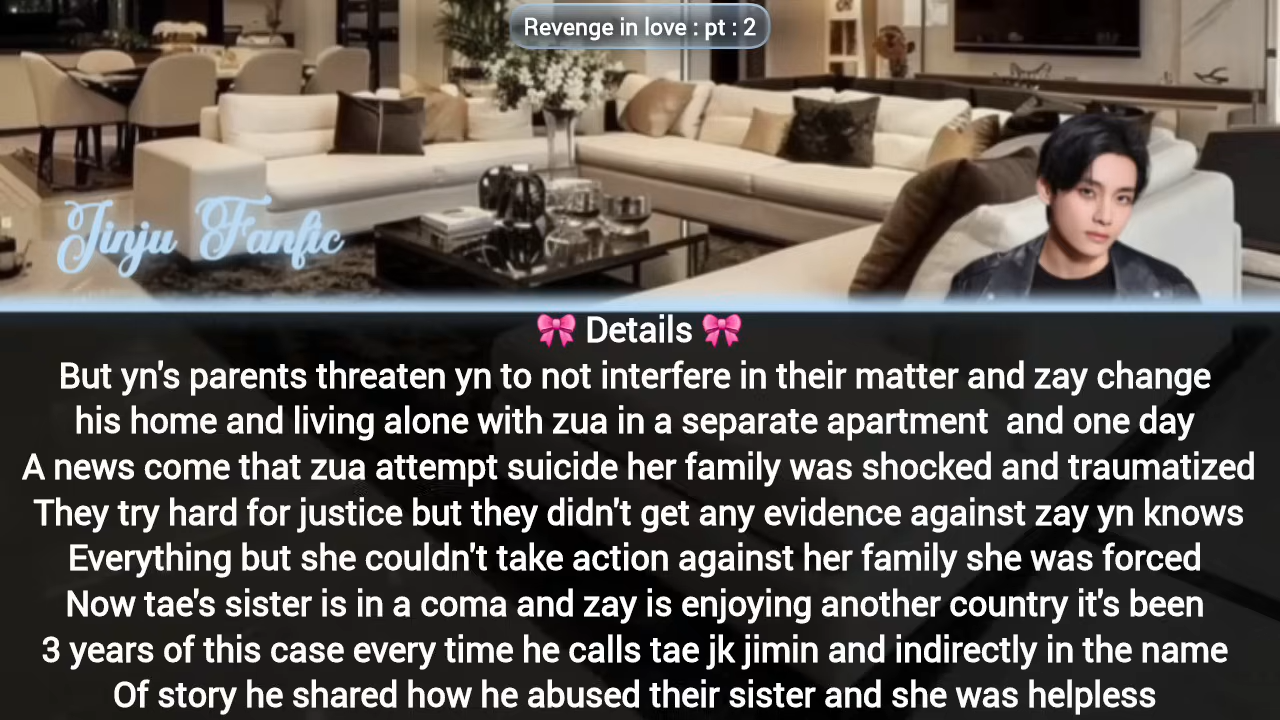 Revenge in love : pt : 2
Jinju Fanfic
🎀 Details 🎀
But yn's parents threaten yn to not interfere in their matter and zay change
his home and living alone with zua in a separate apartment and one day
A news come that zua attempt suicide her family was shocked and traumatized
They try hard for justice but they didn't get any evidence against zay yn knows
Everything but she couldn't take action against her family she was forced
Now tae's sister is in a coma and zay is enjoying another country it's been
3 years of this case every time he calls tae jk jimin and indirectly in the name
Of story he shared how he abused their sister and she was helpless